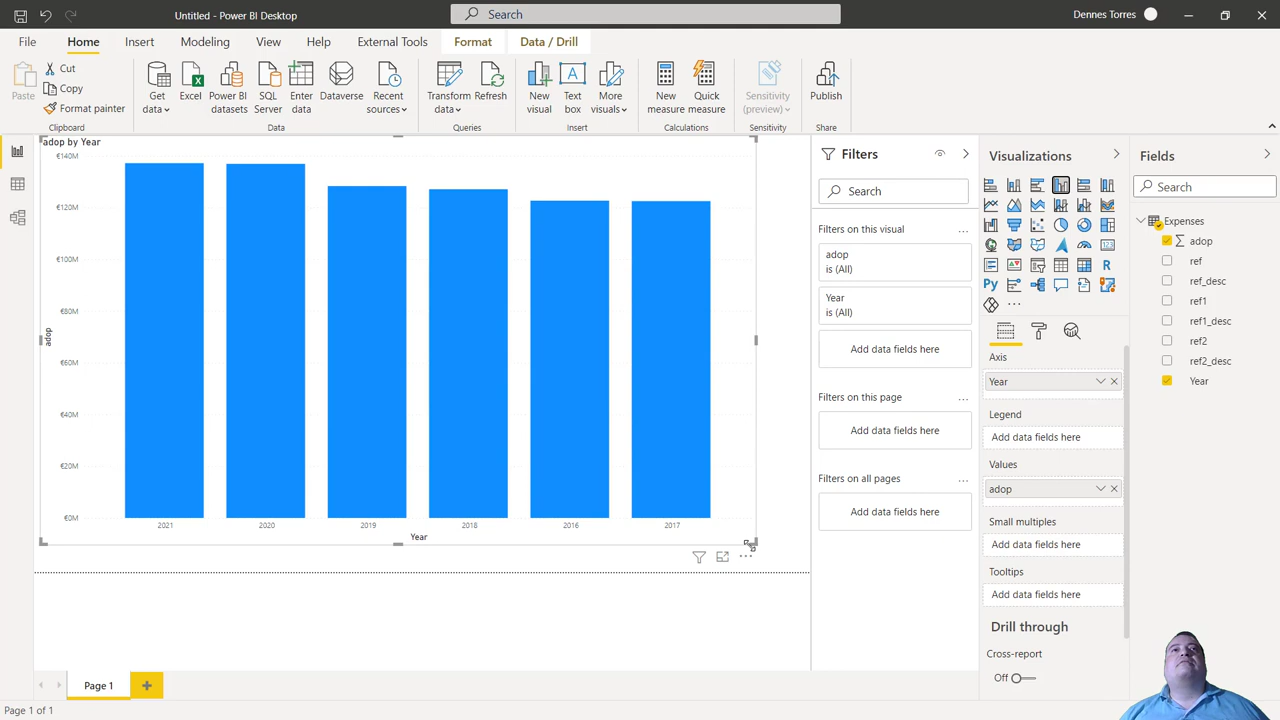 Untitled - Power BI Desktop
Search
Dennes Torres
File
Home
Insert
Modeling
View
Help
External Tools
Format
Data / Drill
Paste
Cut
Copy
Format painter
Clipboard
Get
data
Excel
Power BI
datasets
SQL
Server
Enter
data
Dataverse
Recent
sources
Data
Transform
data
Refresh
Queries
New
visual
A
Text
box
More
visuals
Insert
New
measure
Quick
measure
Calculations
Sensitivity
(preview)
Sensitivity
Publish
Share
adop by Year
€140M
€120M
€100M
€80M
€60M
€40M
€20M
€0M
adop
2021
2020
2019
2018
2016
2017
Year
Filters
Search
Filters on this visual
...
adop
is (All)
Year
is (All)
Add data fields here
Filters on this page
...
Add data fields here
Filters on all pages
...
Add data fields here
Visualizations
123
R
Py
...
Axis
Year
Legend
Add data fields here
Values
adop
Small multiples
Add data fields here
Tooltips
Add data fields here
Drill through
Cross-report
Off
Fields
Search
Expenses
∑ adop
ref
ref_desc
ref1
ref1_desc
ref2
ref2_desc
Year
Page 1
Page 1 of 1